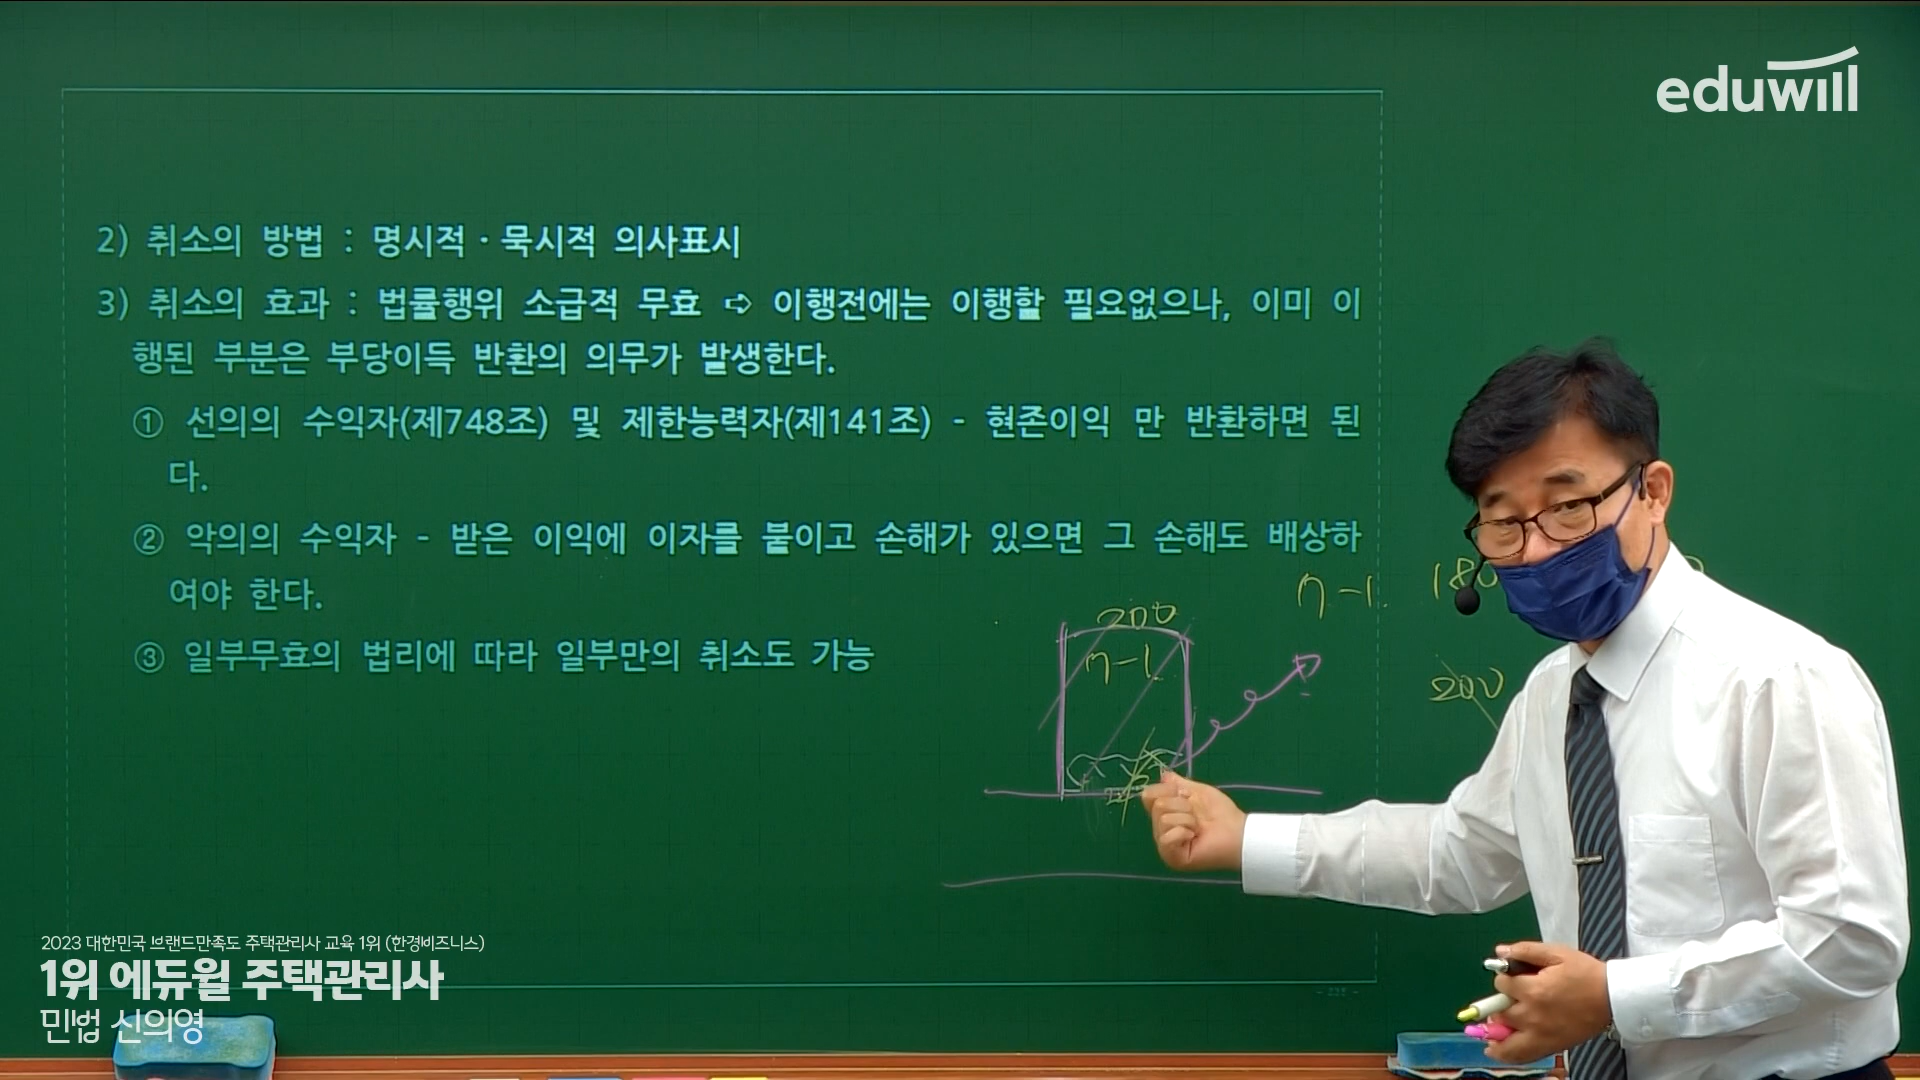 eduwill
2) 취소의 방법 : 명시적·묵시적 의사표시
3) 취소의 효과 : 법률행위 소급적 무효 ➩ 이행전에는 이행할 필요없으나, 이미 이
행된 부분은 부당이득 반환의 의무가 발생한다.
① 선의의 수익자(제748조) 및 제한능력자(제141조) - 현존이익 만 반환하면 된
다.
② 악의의 수익자 - 받은 이익에 이자를 붙이고 손해가 있으면 그 손해도 배상하
여야 한다.
③ 일부무효의 법리에 따라 일부만의 취소도 가능
200
200
2023 대한민국 브랜드만족도 주택관리사 교육 1위 (한경비즈니스)
1위 에듀윌 주택관리사
민법 신의영